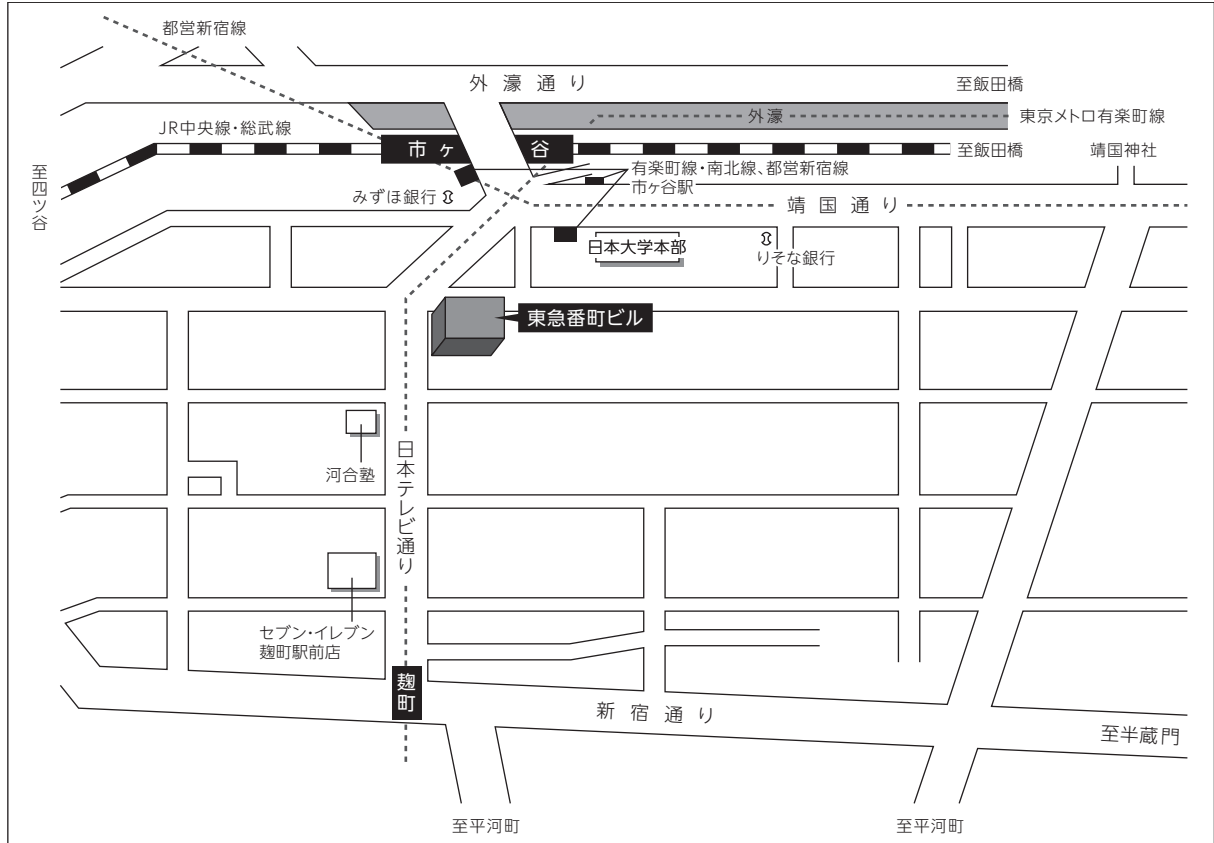 都営新宿線
外濠通り
至飯田橋
外濠
東京メトロ有楽町線
JR中央線・総武線
市ヶ谷
至飯田橋
靖国神社
有楽町線・南北線、都営新宿線
市ヶ谷駅
至四ツ谷
みずほ銀行
靖国通り
日本大学本部
りそな銀行
東急番町ビル
河合塾
日本テレビ通り
セブン・イレブン
麹町駅前店
麹町
新宿通り
至半蔵門
至平河町
至平河町